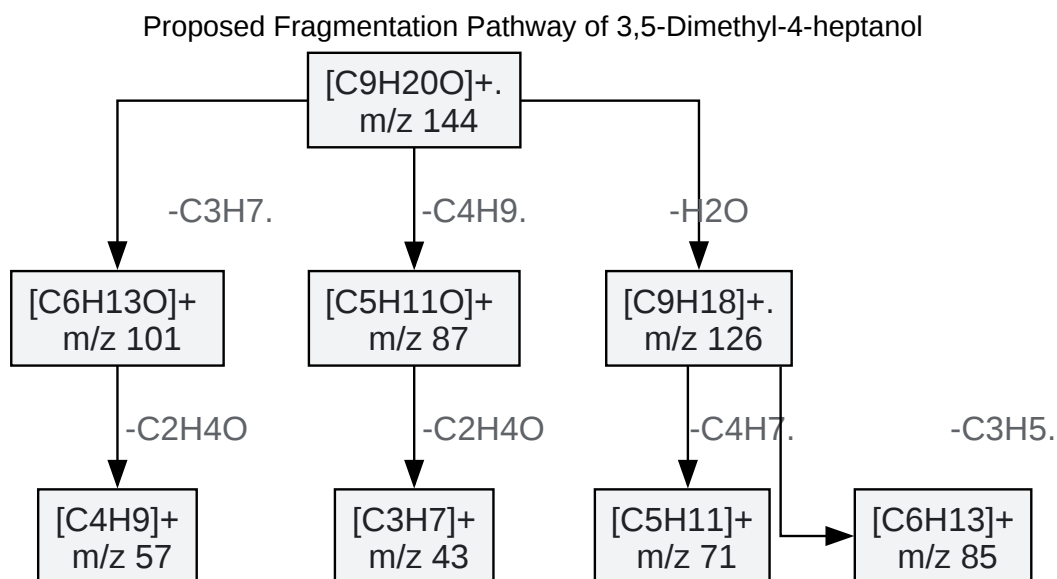 Proposed Fragmentation Pathway of 3,5-Dimethyl-4-heptanol
[C9H20O]+.
m/z 144
-C3H7.
-C4H9.
-H2O
[C6H13O]+
m/z 101
[C5H11O]+
m/z 87
[C9H18]+.
m/z 126
-C2H4O
-C2H4O
-C4H7.
-C3H5.
[C4H9]+
m/z 57
[C3H7]+
m/z 43
[C5H11]+
m/z 71
[C6H13]+
m/z 85